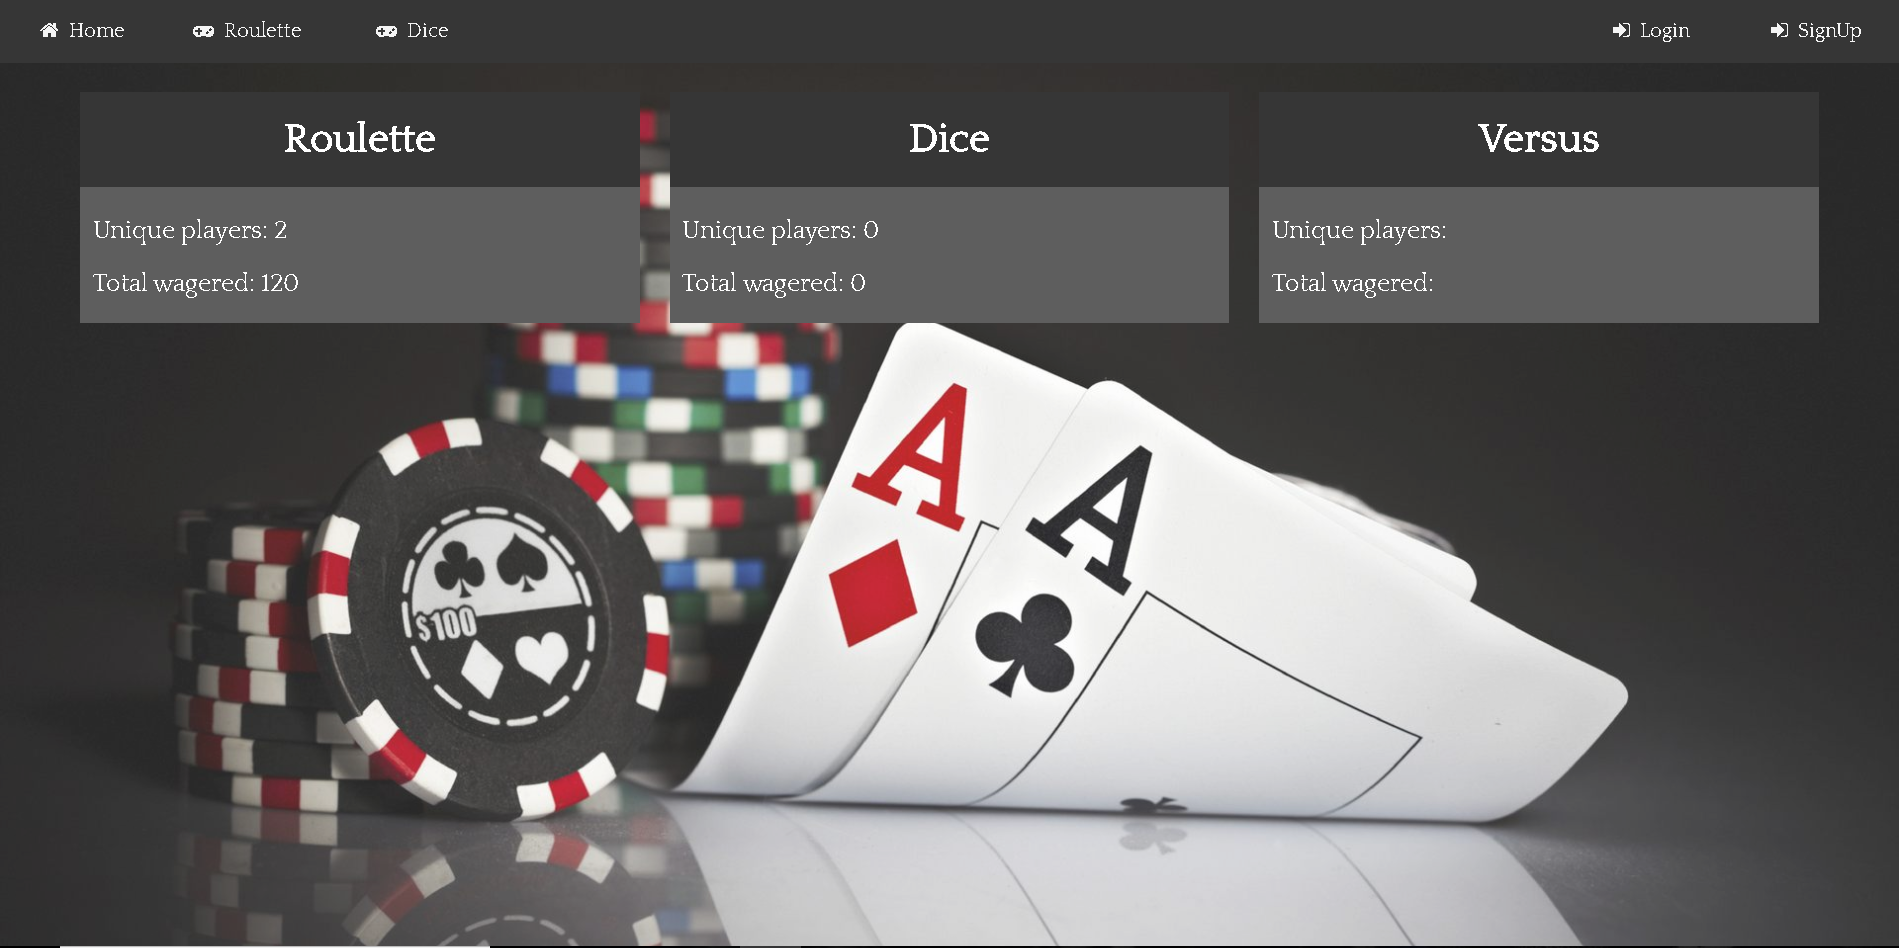 Home Roulette Dice Login SignUp
Roulette Dice Versus
Unique players: 2 Unique players: 0 Unique players:
Total wagered: 120 Total wagered: 0 Total wagered:
A
A
$100